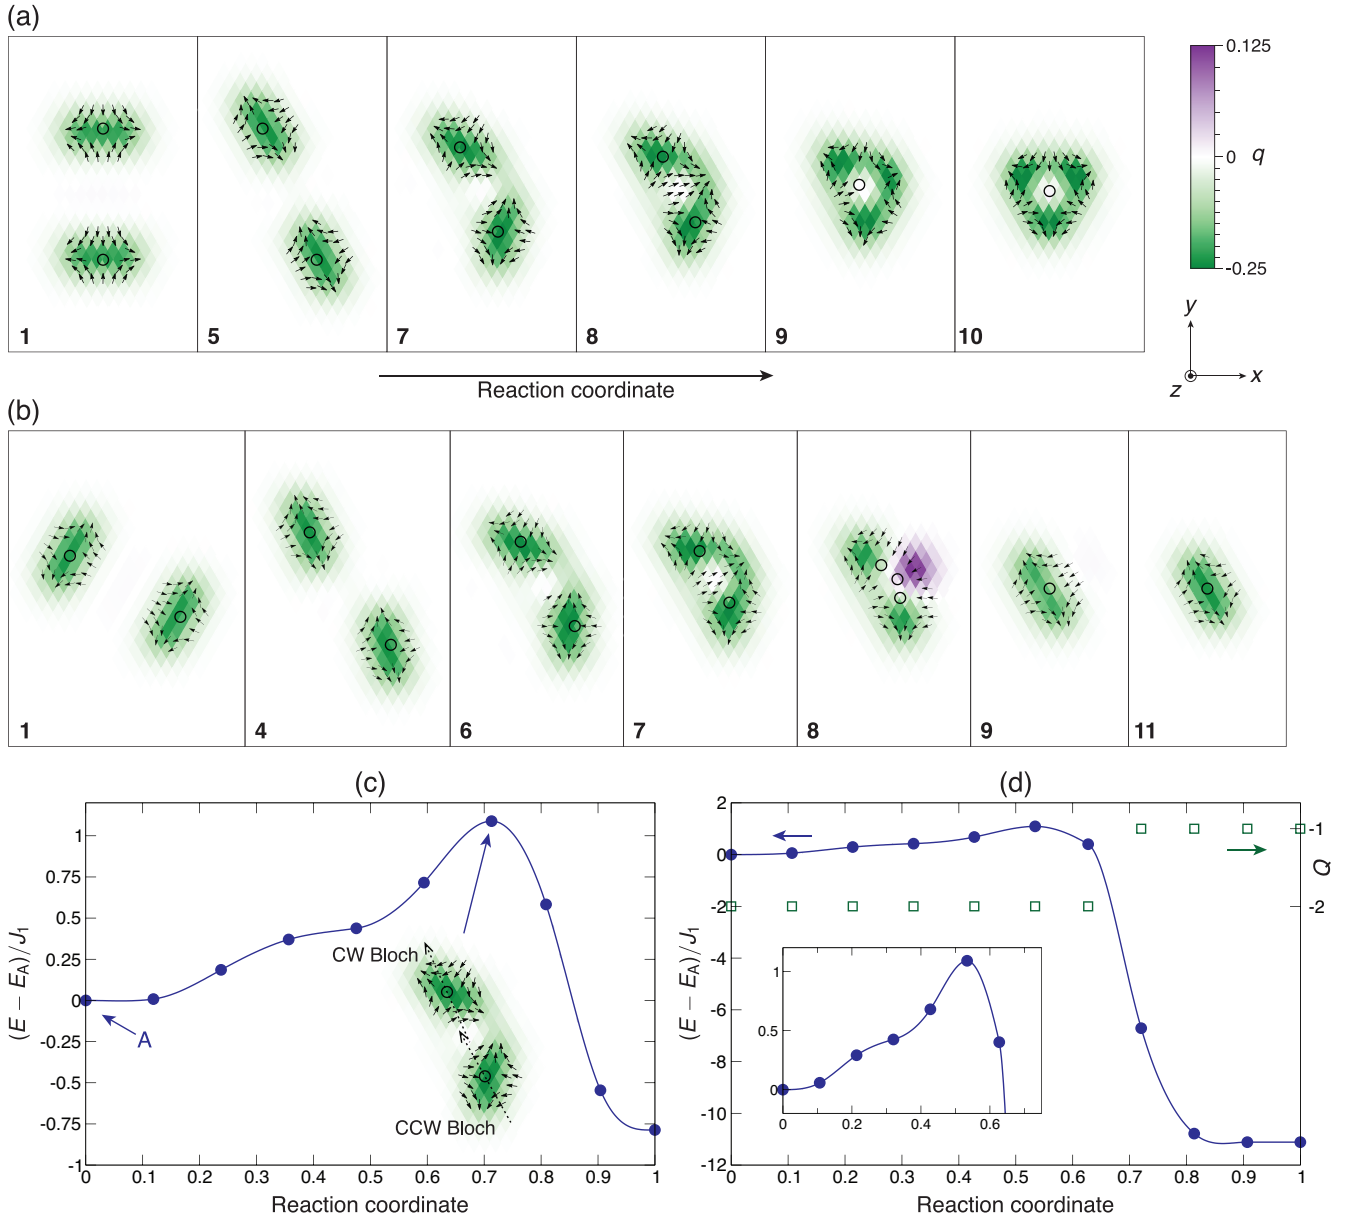 (a)
1
5
7
8
9
10
0.125
0
q
-0.25
y
x
z
Reaction coordinate
(b)
1
4
6
7
8
9
11
(c)
(E − E_A)/J_1
1
0.75
0.5
0.25
0
-0.25
-0.5
-0.75
-1
A
CW Bloch
CCW Bloch
0 0.1 0.2 0.3 0.4 0.5 0.6 0.7 0.8 0.9 1
Reaction coordinate
(d)
(E − E_A)/J_1
2
0
-2
-4
-6
-8
-10
-12
-1
-2
Q
1
0.5
0
0 0.2 0.4 0.6
0 0.1 0.2 0.3 0.4 0.5 0.6 0.7 0.8 0.9 1
Reaction coordinate